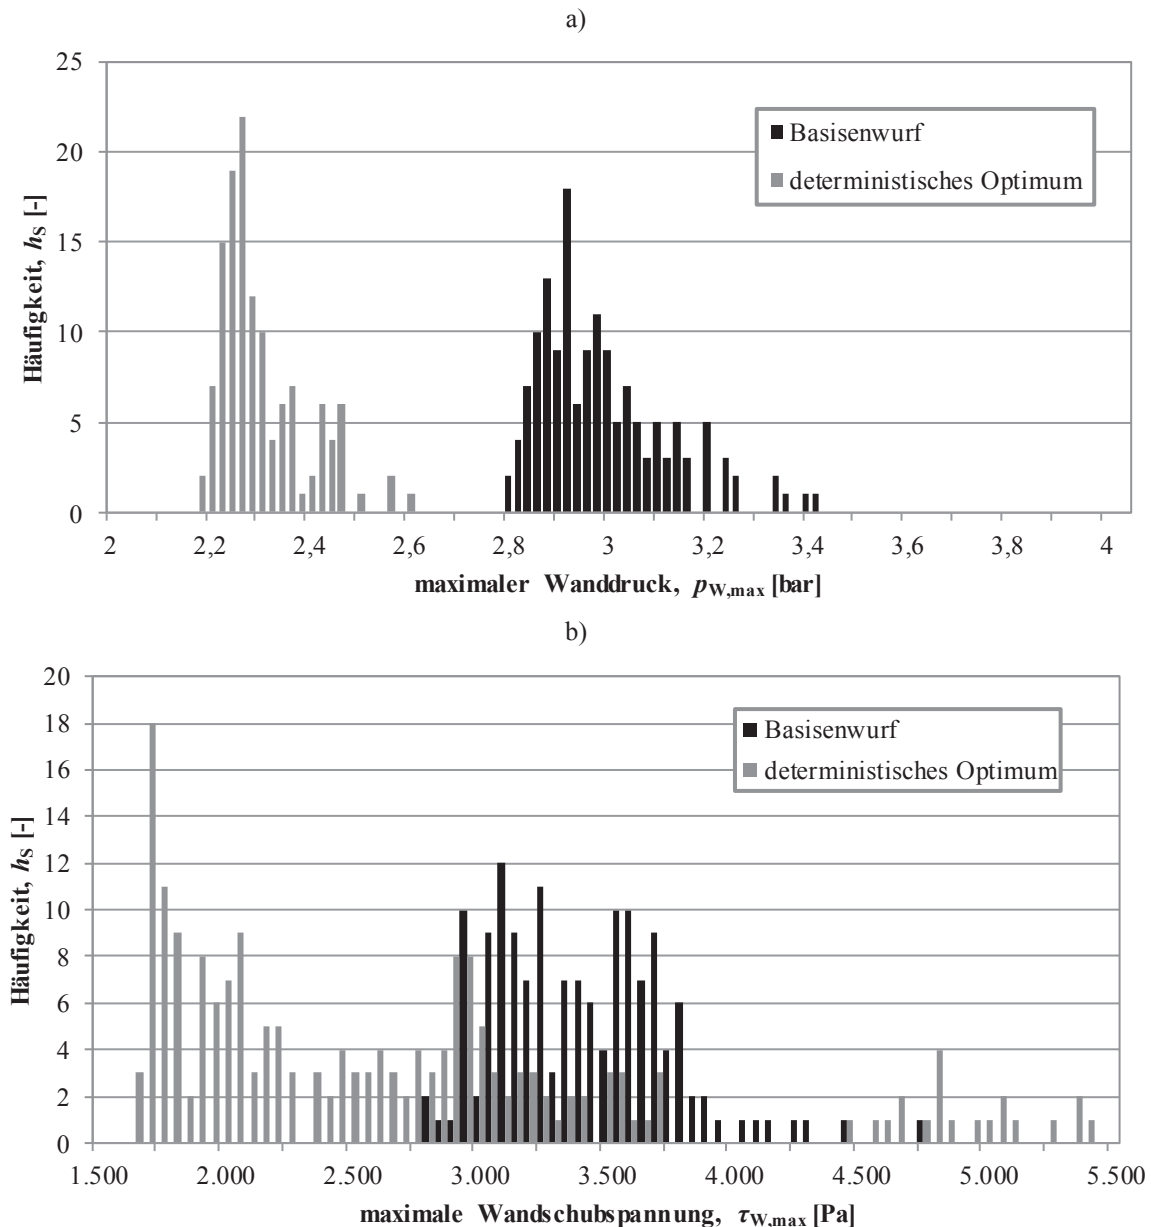 a)
25
20
15
10
5
0
Häufigkeit, hS [-]
Basisenwurf
deterministisches Optimum
2 2,2 2,4 2,6 2,8 3 3,2 3,4 3,6 3,8 4
maximaler Wanddruck, pW,max [bar]
b)
20
18
16
14
12
10
8
6
4
2
0
Häufigkeit, hS [-]
Basisenwurf
deterministisches Optimum
1.500 2.000 2.500 3.000 3.500 4.000 4.500 5.000 5.500
maximale Wandschubspannung, τW,max [Pa]